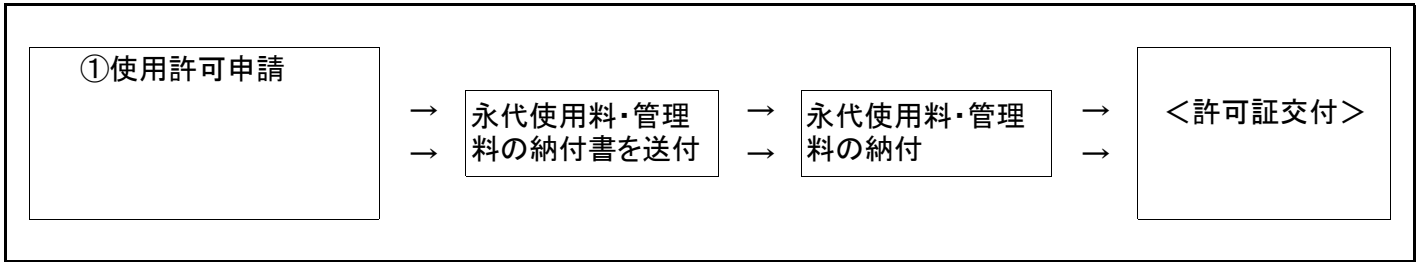 ①使用許可申請
→
→
永代使用料・管理
料の納付書を送付
→
→
永代使用料・管理
料の納付
→
→
＜許可証交付＞